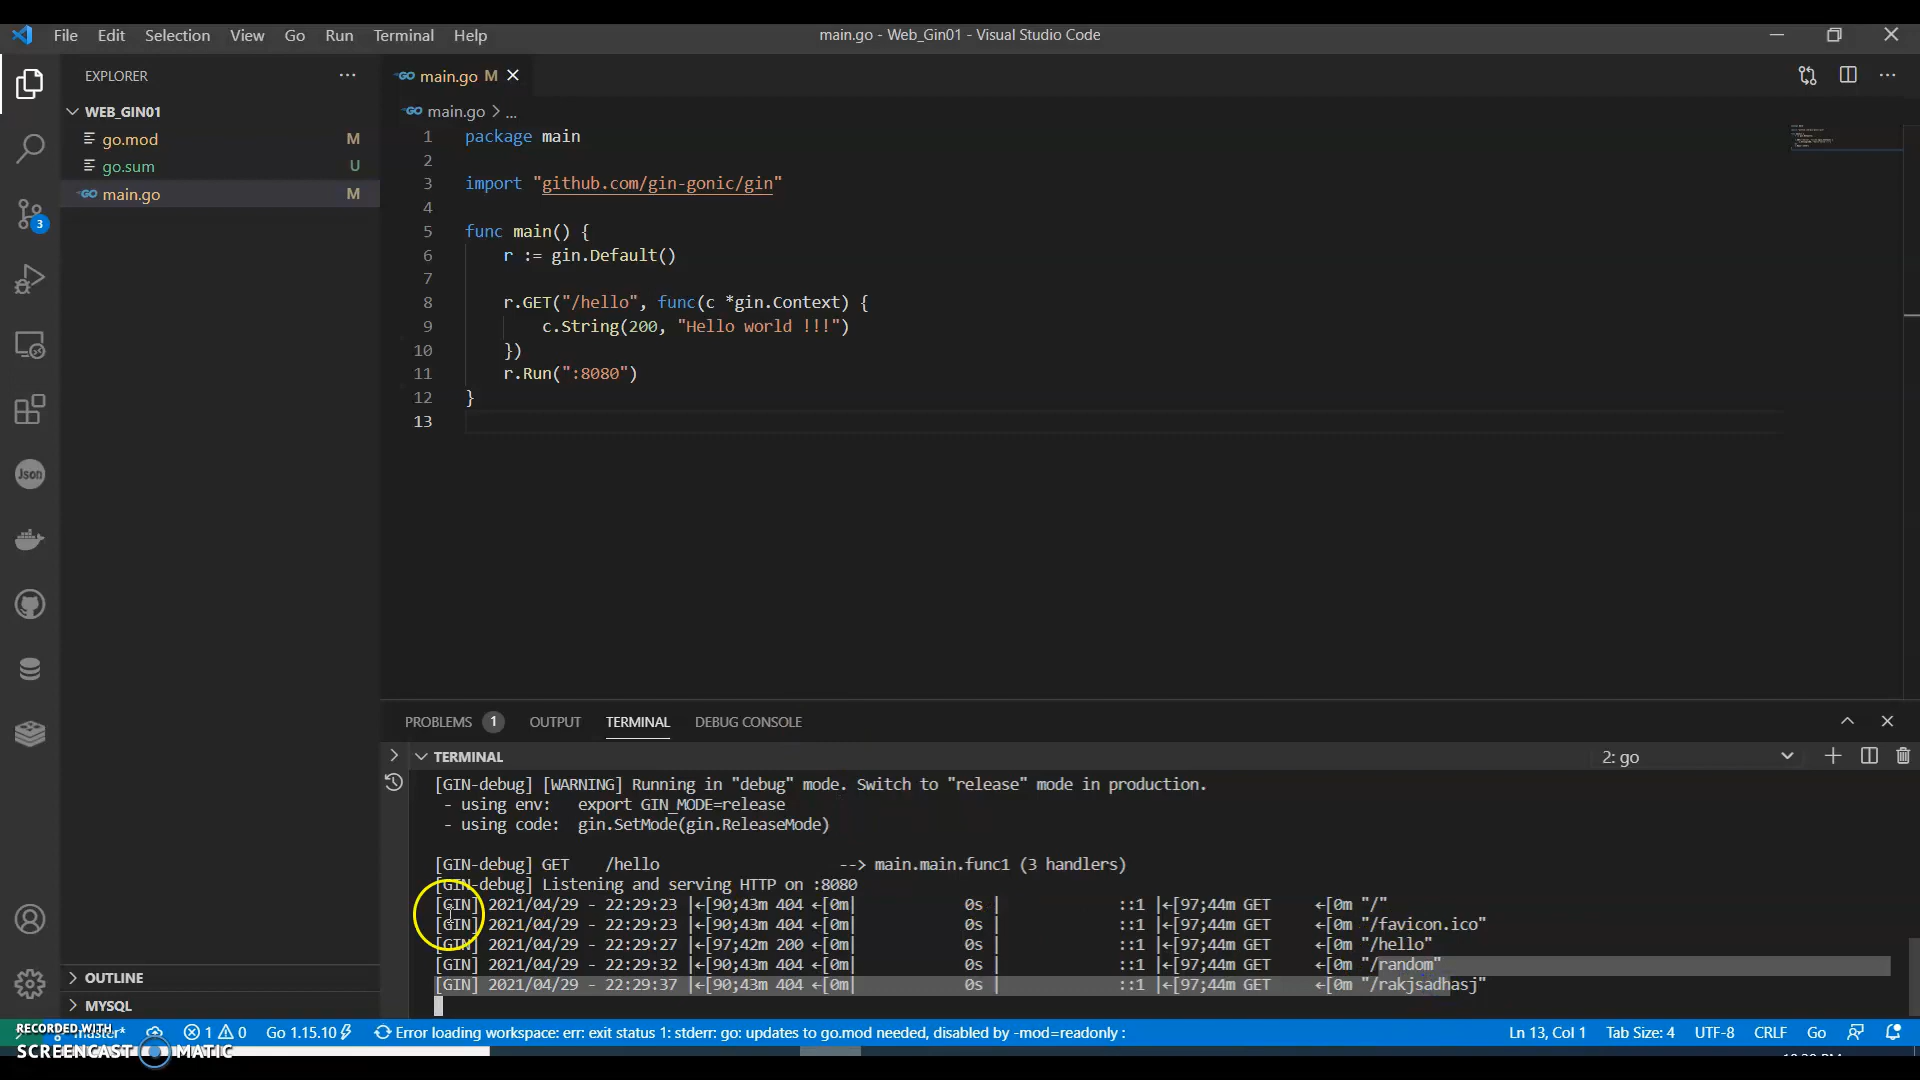 File Edit Selection View Go Run Terminal Help
main.go - Web_Gin01 - Visual Studio Code
EXPLORER
WEB_GIN01
go.mod M
go.sum U
main.go M
3
Json
OUTLINE
MYSQL
main.go M
main.go > ...
1 package main
2
3 import "github.com/gin-gonic/gin"
4
5 func main() {
6 r := gin.Default()
7
8 r.GET("/hello", func(c *gin.Context) {
9 c.String(200, "Hello world !!!")
10 })
11 r.Run(":8080")
12 }
13
PROBLEMS 1 OUTPUT TERMINAL DEBUG CONSOLE
TERMINAL 2: go
[GIN-debug] [WARNING] Running in "debug" mode. Switch to "release" mode in production.
- using env: export GIN_MODE=release
- using code: gin.SetMode(gin.ReleaseMode)
[GIN-debug] GET /hello --> main.main.func1 (3 handlers)
[GIN-debug] Listening and serving HTTP on :8080
[GIN] 2021/04/29 - 22:29:23 |←[90;43m 404 ←[0m| 0s | ::1 |←[97;44m GET ←[0m "/"
[GIN] 2021/04/29 - 22:29:23 |←[90;43m 404 ←[0m| 0s | ::1 |←[97;44m GET ←[0m "/favicon.ico"
[GIN] 2021/04/29 - 22:29:27 |←[97;42m 200 ←[0m| 0s | ::1 |←[97;44m GET ←[0m "/hello"
[GIN] 2021/04/29 - 22:29:32 |←[90;43m 404 ←[0m| 0s | ::1 |←[97;44m GET ←[0m "/random"
[GIN] 2021/04/29 - 22:29:37 |←[90;43m 404 ←[0m| 0s | ::1 |←[97;44m GET ←[0m "/rakjsadhasj"
master* 1 0 Go 1.15.10 Error loading workspace: err: exit status 1: stderr: go: updates to go.mod needed, disabled by -mod=readonly : Ln 13, Col 1 Tab Size: 4 UTF-8 CRLF Go
RECORDED WITH
SCREENCAST MATIC